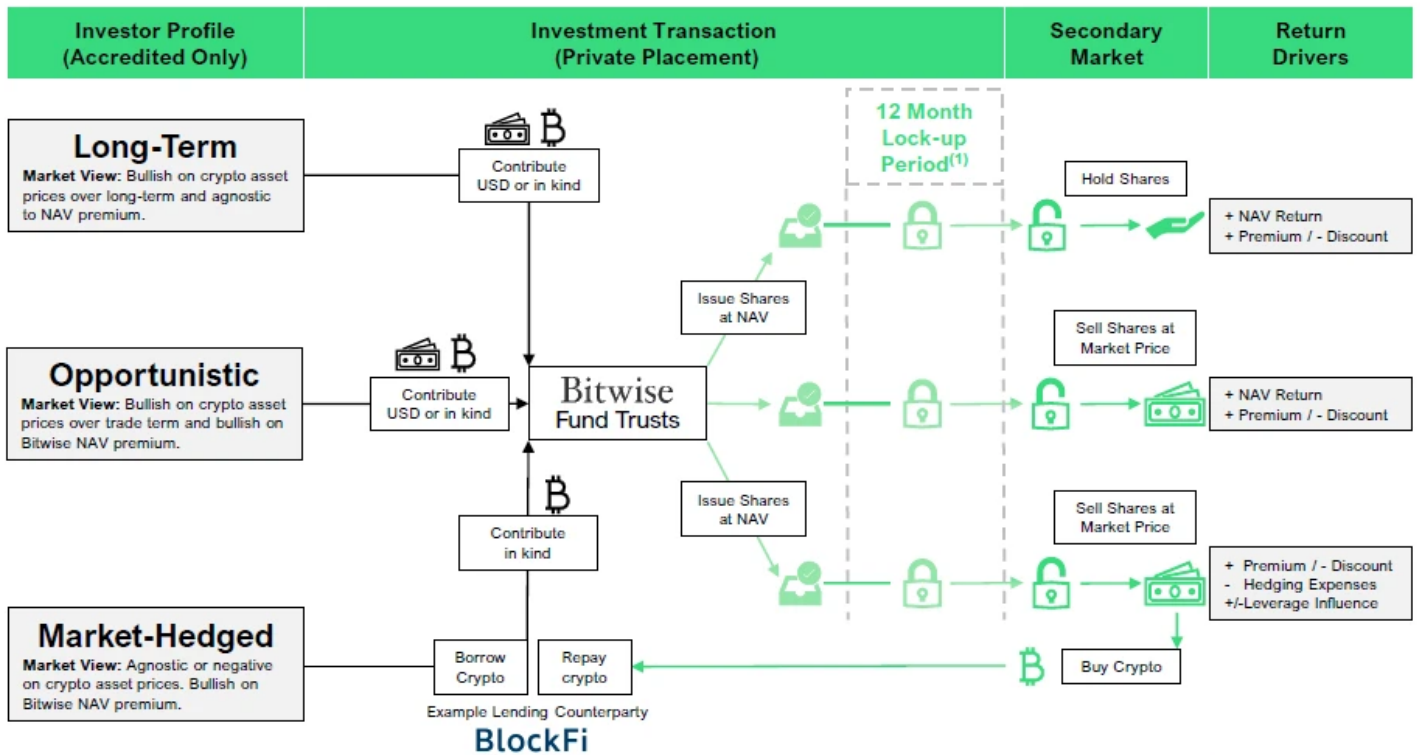 Investor Profile
(Accredited Only)
Investment Transaction
(Private Placement)
Secondary
Market
Return
Drivers
12 Month
Lock-up
Period(1)
Long-Term
Market View: Bullish on crypto asset
prices over long-term and agnostic
to NAV premium.
Contribute
USD or in kind
Hold Shares
+ NAV Return
+ Premium / - Discount
Issue Shares
at NAV
Sell Shares at
Market Price
Opportunistic
Market View: Bullish on crypto asset
prices over trade term and bullish on
Bitwise NAV premium.
Contribute
USD or in kind
Bitwise
Fund Trusts
+ NAV Return
+ Premium / - Discount
Issue Shares
at NAV
Sell Shares at
Market Price
Contribute
in kind
+ Premium / - Discount
- Hedging Expenses
+/-Leverage Influence
Market-Hedged
Market View: Agnostic or negative
on crypto asset prices. Bullish on
Bitwise NAV premium.
Borrow
Crypto
Repay
crypto
Buy Crypto
Example Lending Counterparty
BlockFi